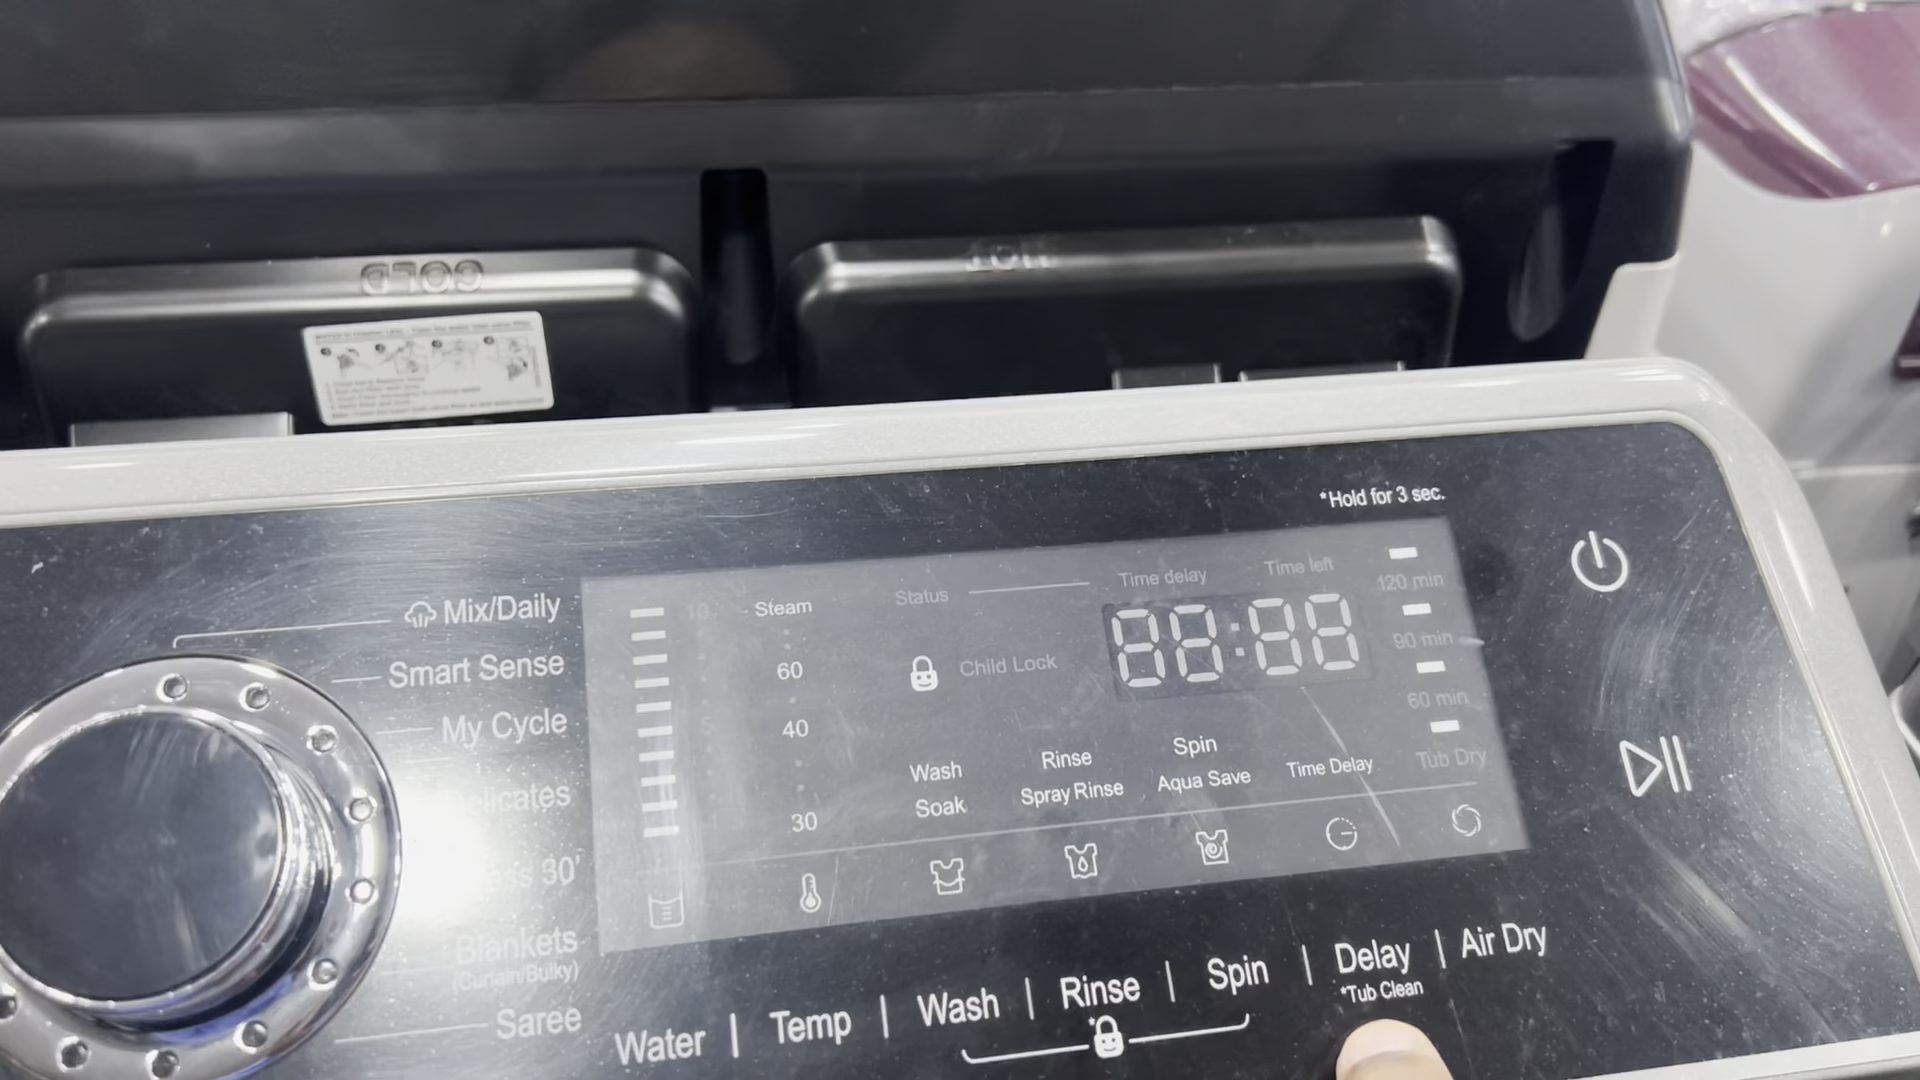 COLD
HOT
*Hold for 3 sec.
Mix/Daily
Smart Sense
My Cycle
30'
Blankets
(Curtain/Bulky)
Saree
10
5
Steam
60
40
30
Status
Child Lock
Time delay
Time left
88:88
120 min
90 min
60 min
Tub Dry
Wash
Soak
Rinse
Spray Rinse
Spin
Aqua Save
Time Delay
Water | Temp | Wash | Rinse | Spin | Delay | Air Dry
*Tub Clean